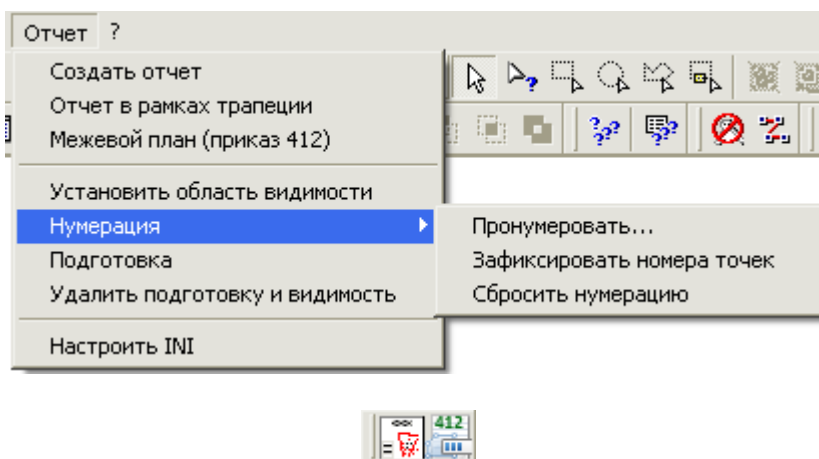 Отчет ?
Создать отчет
Отчет в рамках трапеции
Межевой план (приказ 412)
Установить область видимости
Нумерация
Пронумеровать...
Подготовка
Зафиксировать номера точек
Удалить подготовку и видимость
Сбросить нумерацию
Настроить INI
412